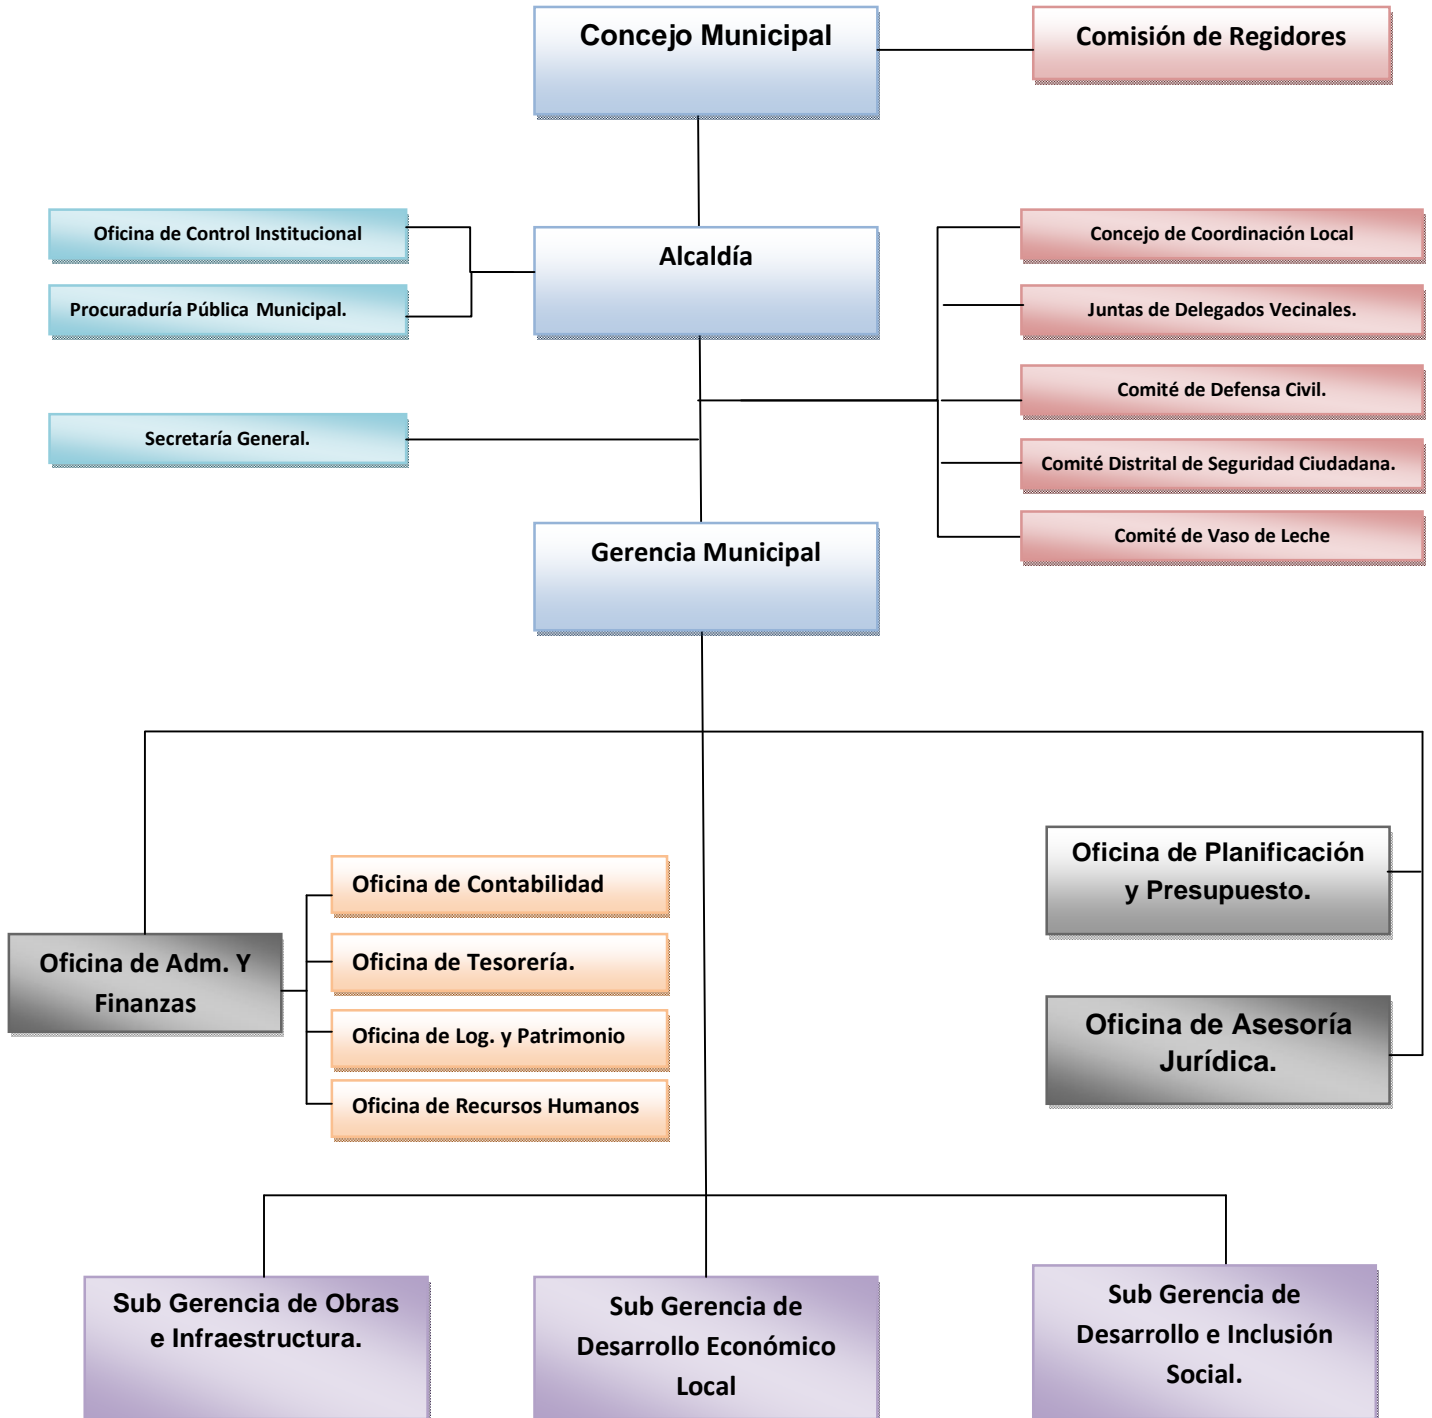 Concejo Municipal
Comisión de Regidores
Oficina de Control Institucional
Alcaldía
Concejo de Coordinación Local
Procuraduría Pública Municipal.
Juntas de Delegados Vecinales.
Comité de Defensa Civil.
Secretaría General.
Comité Distrital de Seguridad Ciudadana.
Comité de Vaso de Leche
Gerencia Municipal
Oficina de Planificación
y Presupuesto.
Oficina de Contabilidad
Oficina de Adm. Y
Finanzas
Oficina de Tesorería.
Oficina de Log. y Patrimonio
Oficina de Recursos Humanos
Oficina de Asesoría
Jurídica.
Sub Gerencia de Obras
e Infraestructura.
Sub Gerencia de
Desarrollo Económico
Local
Sub Gerencia de
Desarrollo e Inclusión
Social.